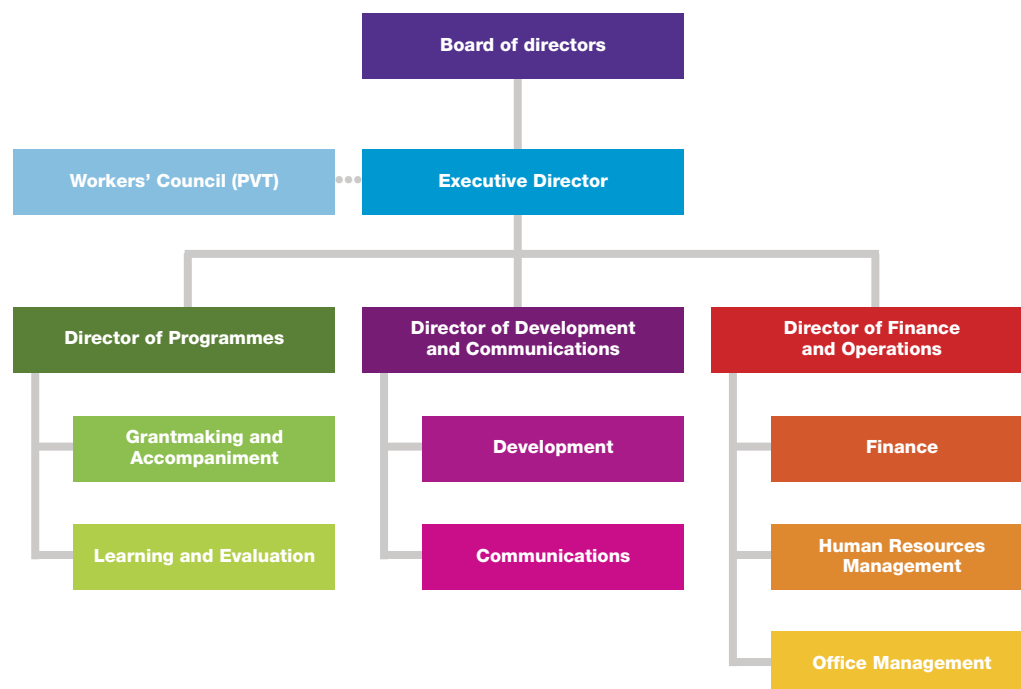 Board of directors
Workers’ Council (PVT)
Executive Director
Director of Programmes
Director of Development
and Communications
Director of Finance
and Operations
Grantmaking and
Accompaniment
Development
Finance
Learning and Evaluation
Communications
Human Resources
Management
Office Management